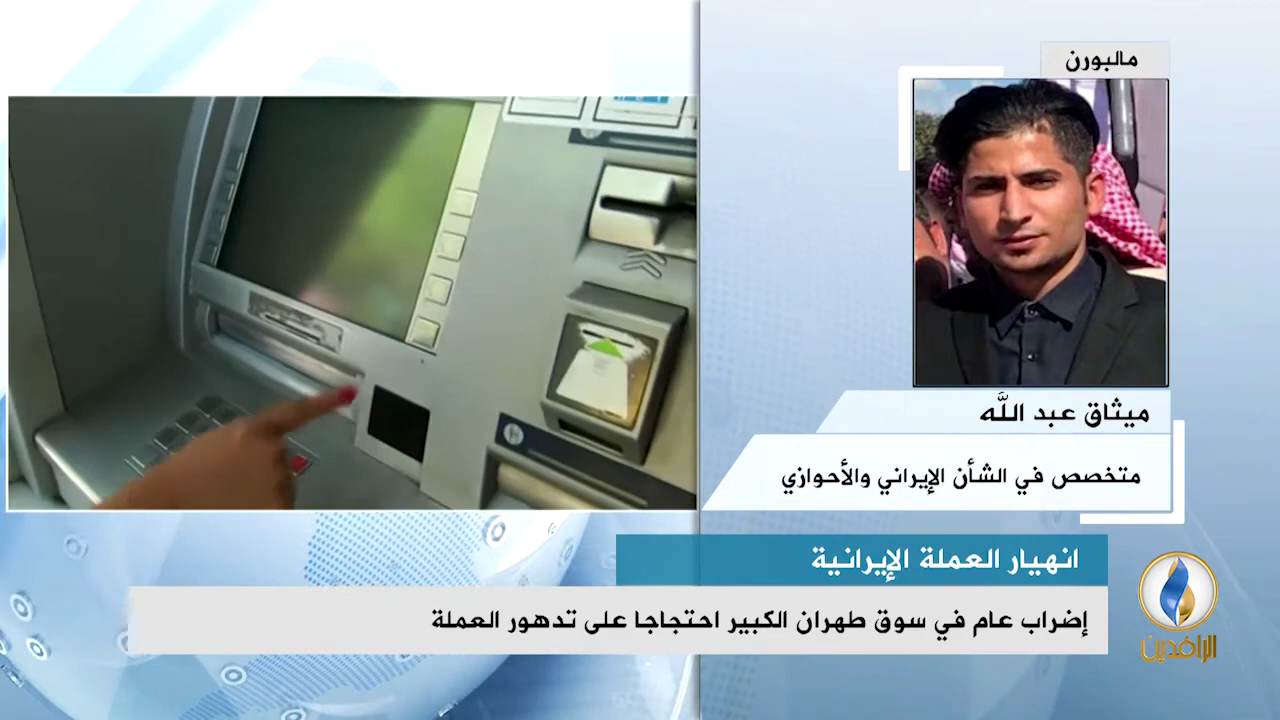 مالبورن
ميثاق عبد اللَّه
متخصص في الشأن الإيراني والأحوازي
انهيار العملة الإيرانية
إضراب عام في سوق طهران الكبير احتجاجا على تدهور العملة
الرافدين